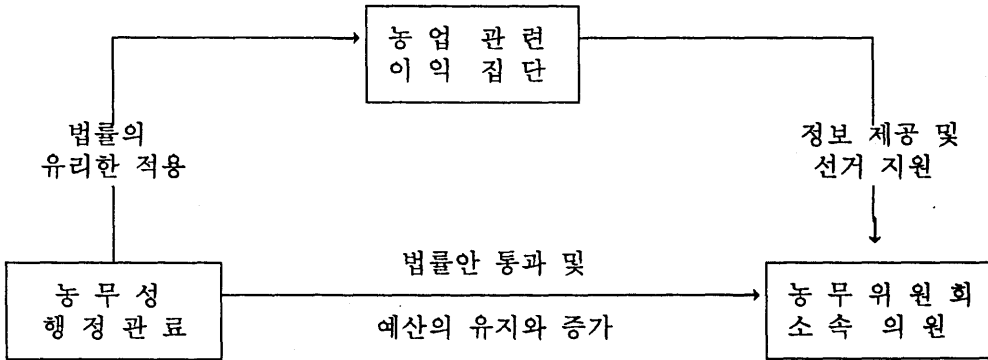 농 업 관 련
이 익 집 단
법률의
유리한 적용
정보 제공 및
선거 지원
법률안 통과 및
예산의 유지와 증가
농 무 성
행 정 관 료
농 무 위 원 회
소 속 의 원